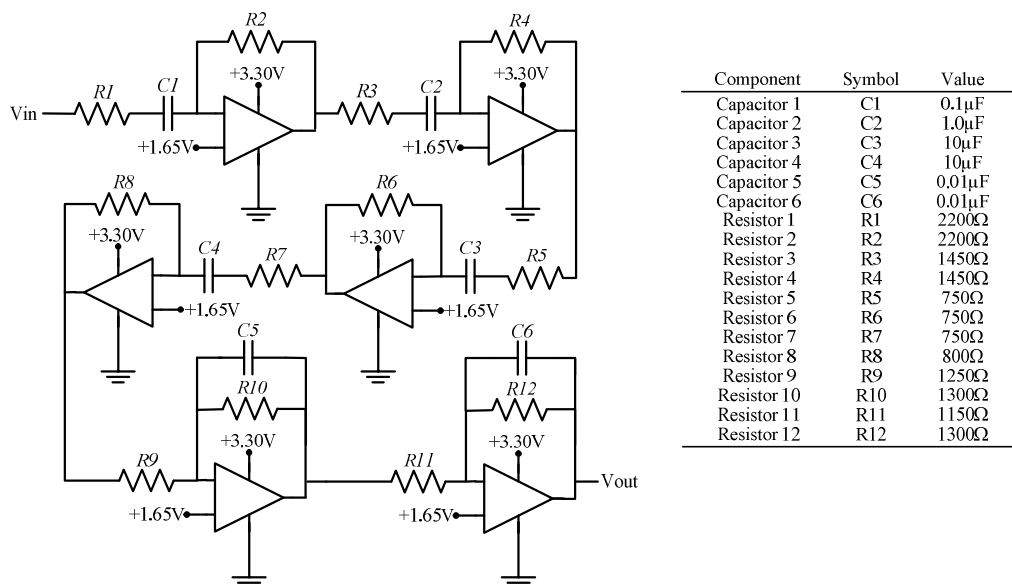 R2
R4
+3.30V
+3.30V
R1
C1
R3
C2
Vin
+1.65V
+1.65V
R8
R6
+3.30V
+3.30V
C4
R7
C3
R5
+1.65V
+1.65V
C5
C6
R10
R12
+3.30V
+3.30V
R9
R11
Vout
+1.65V
+1.65V
Component Symbol Value
Capacitor 1 C1 0.1µF
Capacitor 2 C2 1.0µF
Capacitor 3 C3 10µF
Capacitor 4 C4 10µF
Capacitor 5 C5 0.01µF
Capacitor 6 C6 0.01µF
Resistor 1 R1 2200Ω
Resistor 2 R2 2200Ω
Resistor 3 R3 1450Ω
Resistor 4 R4 1450Ω
Resistor 5 R5 750Ω
Resistor 6 R6 750Ω
Resistor 7 R7 750Ω
Resistor 8 R8 800Ω
Resistor 9 R9 1250Ω
Resistor 10 R10 1300Ω
Resistor 11 R11 1150Ω
Resistor 12 R12 1300Ω